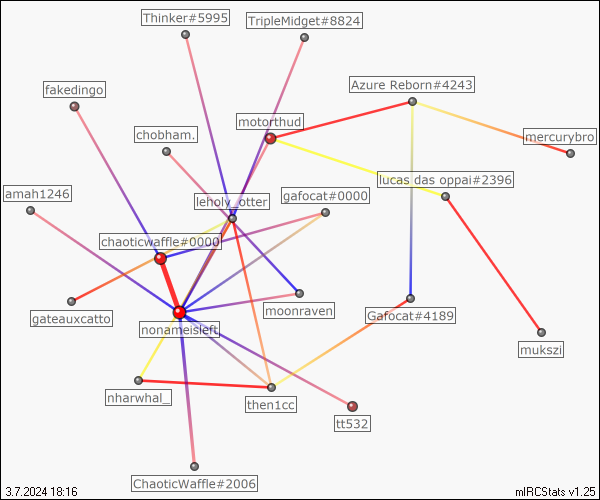 Thinker#5995
TripleMidget#8824
Azure Reborn#4243
fakedingo
motorthud
chobham.
mercurybro
lucas das oppai#2396
amah1246
leholy_otter
gafocat#0000
chaoticwaffle#0000
moonraven
Gafocat#4189
gateauxcatto
nonameisleft
mukszi
nharwhal_
then1cc
tt532
ChaoticWaffle#2006
3.7.2024 18:16
mIRCStats v1.25